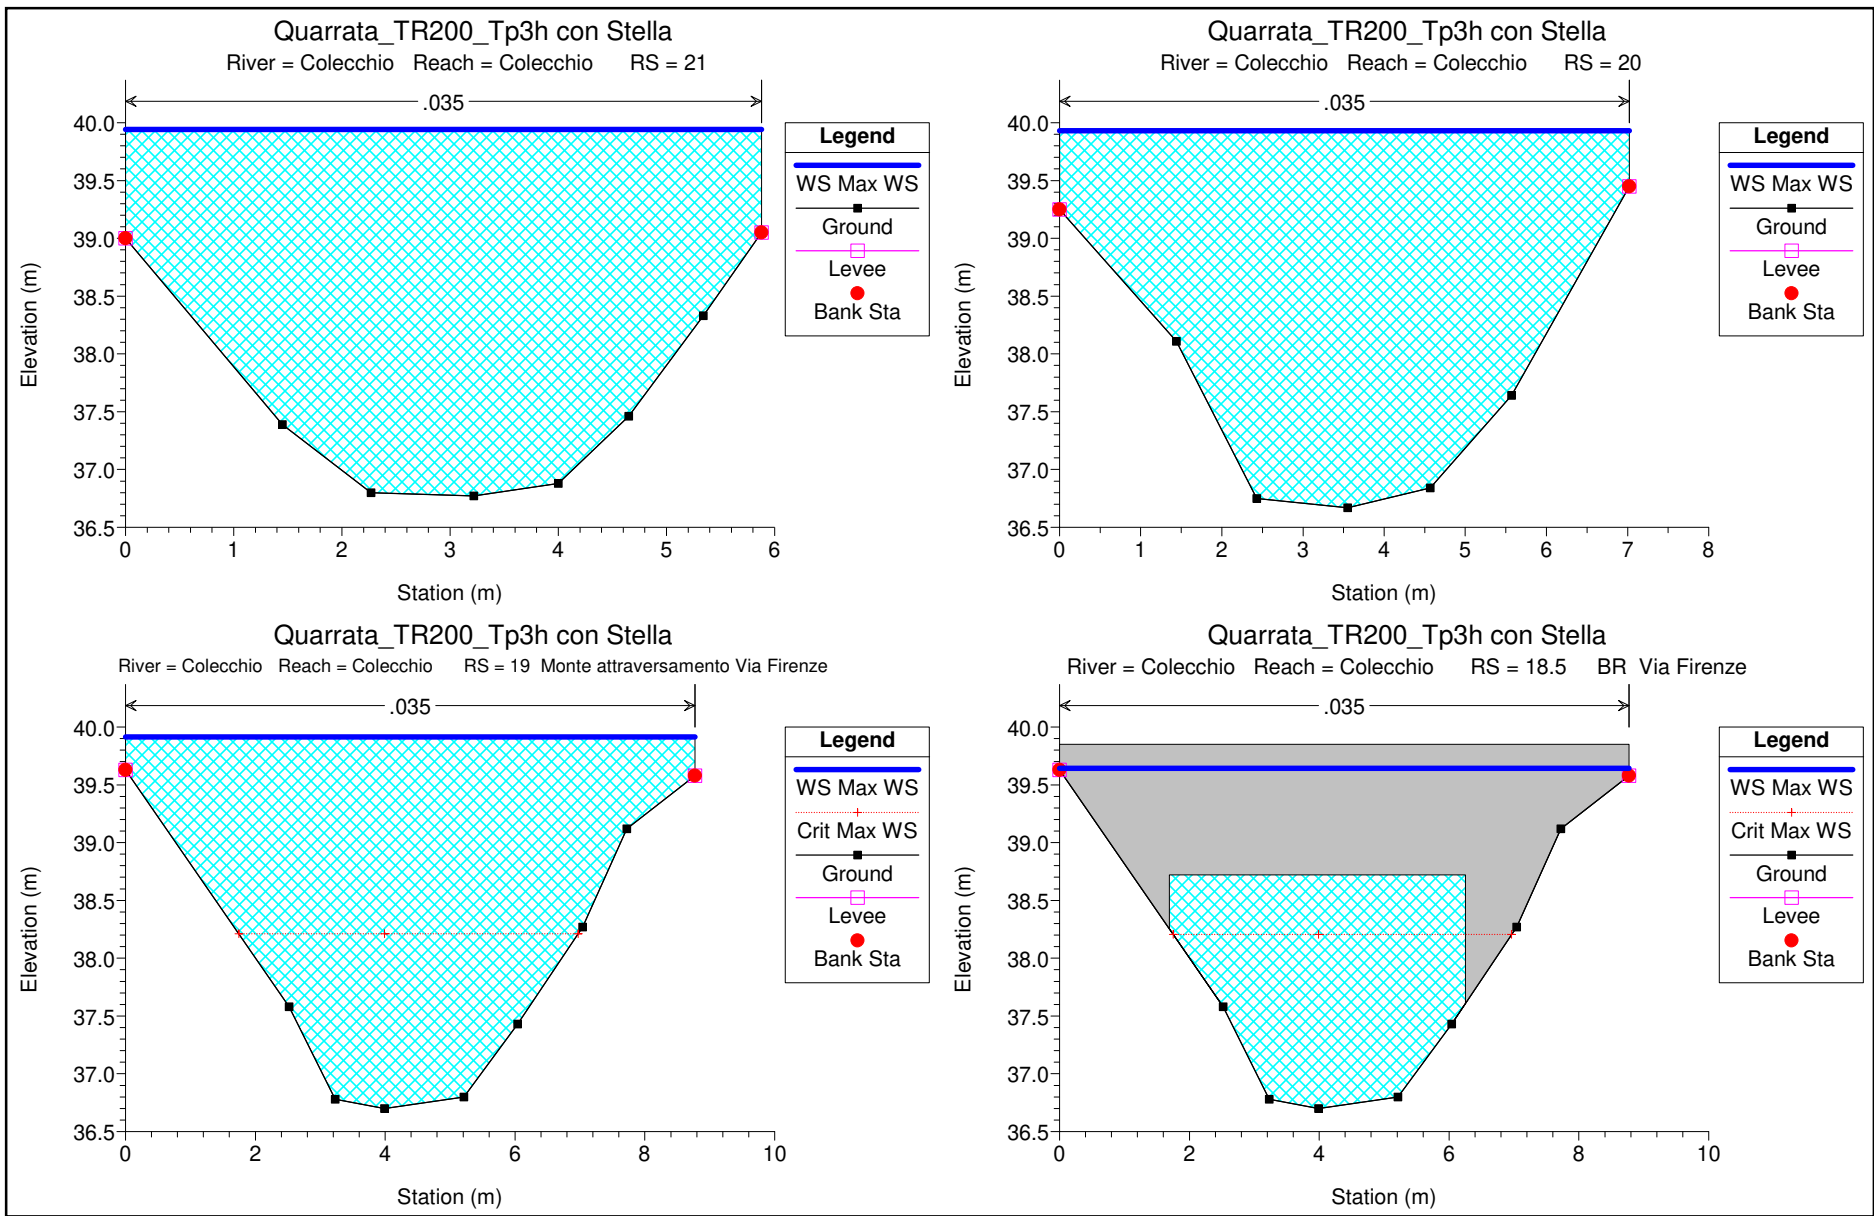 Quarrata_TR200_Tp3h con Stella
River = Colecchio Reach = Colecchio RS = 21
.035
40.0
39.5
39.0
38.5
38.0
37.5
37.0
36.5
Elevation (m)
0 1 2 3 4 5 6
Station (m)
Legend
WS Max WS
Ground
Levee
Bank Sta
Quarrata_TR200_Tp3h con Stella
River = Colecchio Reach = Colecchio RS = 20
.035
40.0
39.5
39.0
38.5
38.0
37.5
37.0
36.5
Elevation (m)
0 1 2 3 4 5 6 7 8
Station (m)
Legend
WS Max WS
Ground
Levee
Bank Sta
Quarrata_TR200_Tp3h con Stella
River = Colecchio Reach = Colecchio RS = 19 Monte attraversamento Via Firenze
.035
40.0
39.5
39.0
38.5
38.0
37.5
37.0
36.5
Elevation (m)
0 2 4 6 8 10
Station (m)
Legend
WS Max WS
Crit Max WS
Ground
Levee
Bank Sta
Quarrata_TR200_Tp3h con Stella
River = Colecchio Reach = Colecchio RS = 18.5 BR Via Firenze
.035
40.0
39.5
39.0
38.5
38.0
37.5
37.0
36.5
Elevation (m)
0 2 4 6 8 10
Station (m)
Legend
WS Max WS
Crit Max WS
Ground
Levee
Bank Sta